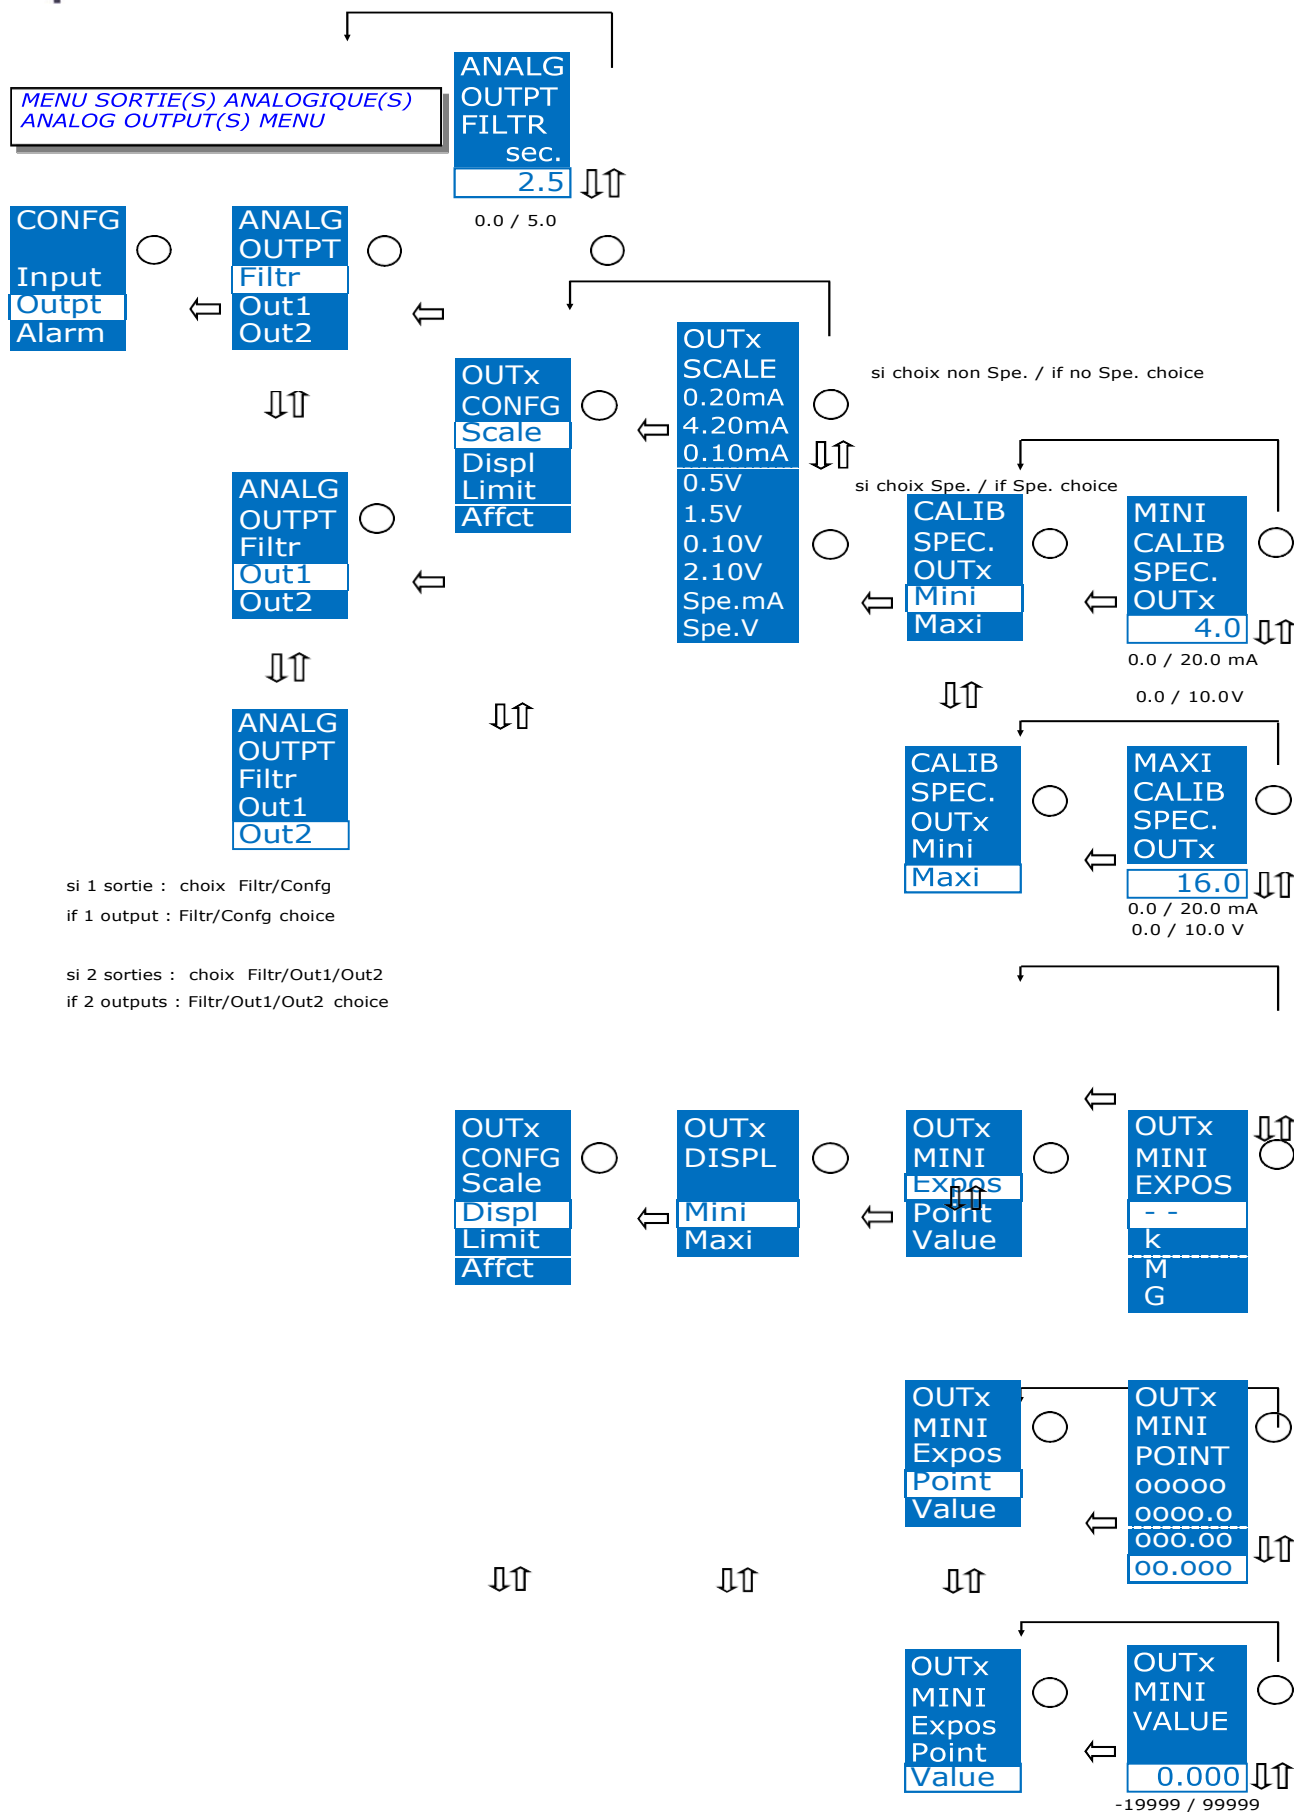 MENU SORTIE(S) ANALOGIQUE(S)
ANALOG OUTPUT(S) MENU
ANALG
OUTPT
FILTR
sec.
2.5
0.0 / 5.0
CONFG
Input
Outpt
Alarm
ANALG
OUTPT
Filtr
Out1
Out2
OUTx
CONFG
Scale
Displ
Limit
Affct
OUTx
SCALE
0.20mA
4.20mA
0.10mA
0.5V
1.5V
0.10V
2.10V
Spe.mA
Spe.V
si choix non Spe. / if no Spe. choice
si choix Spe. / if Spe. choice
CALIB
SPEC.
OUTx
Mini
Maxi
MINI
CALIB
SPEC.
OUTx
4.0
0.0 / 20.0 mA
0.0 / 10.0 V
ANALG
OUTPT
Filtr
Out1
Out2
ANALG
OUTPT
Filtr
Out1
Out2
CALIB
SPEC.
OUTx
Mini
Maxi
MAXI
CALIB
SPEC.
OUTx
16.0
0.0 / 20.0 mA
0.0 / 10.0 V
si 1 sortie : choix Filtr/Confg
if 1 output : Filtr/Confg choice
si 2 sorties : choix Filtr/Out1/Out2
if 2 outputs : Filtr/Out1/Out2 choice
OUTx
CONFG
Scale
Displ
Limit
Affct
OUTx
DISPL
Mini
Maxi
OUTx
MINI
Expos
Point
Value
OUTx
MINI
EXPOS
- -
k
M
G
OUTx
MINI
Expos
Point
Value
OUTx
MINI
POINT
ooooo
oooo.o
ooo.oo
oo.ooo
OUTx
MINI
Expos
Point
Value
OUTx
MINI
VALUE
0.000
-19999 / 99999